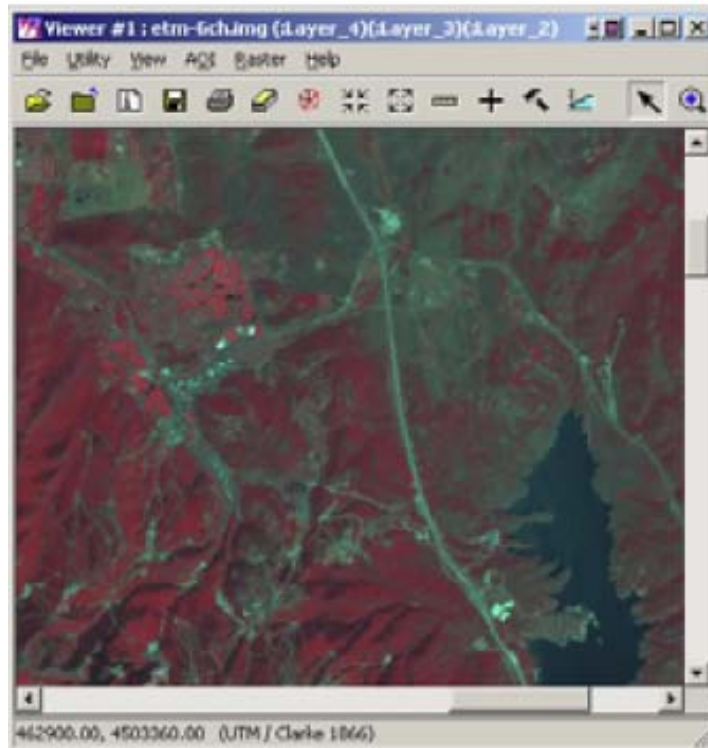 Viewer #1 : etm-6ch.img (:Layer_4)(:Layer_3)(:Layer_2)
File Utility View AOI Raster Help
462900.00, 4503360.00 (UTM / Clarke 1866)